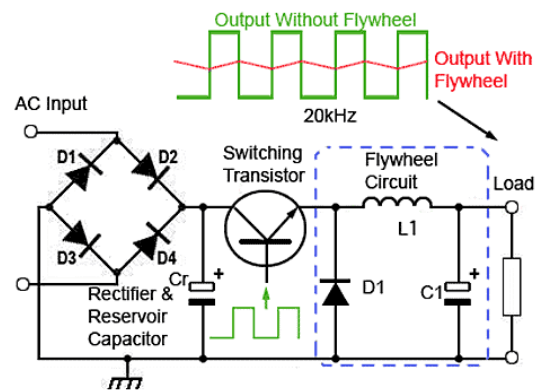 Output Without Flywheel
Output With
Flywheel
20kHz
AC Input
Switching
Transistor
Flywheel
Circuit
Load
D1
D2
L1
D3
D4
Cr
+
D1
C1
+
Rectifier &
Reservoir
Capacitor